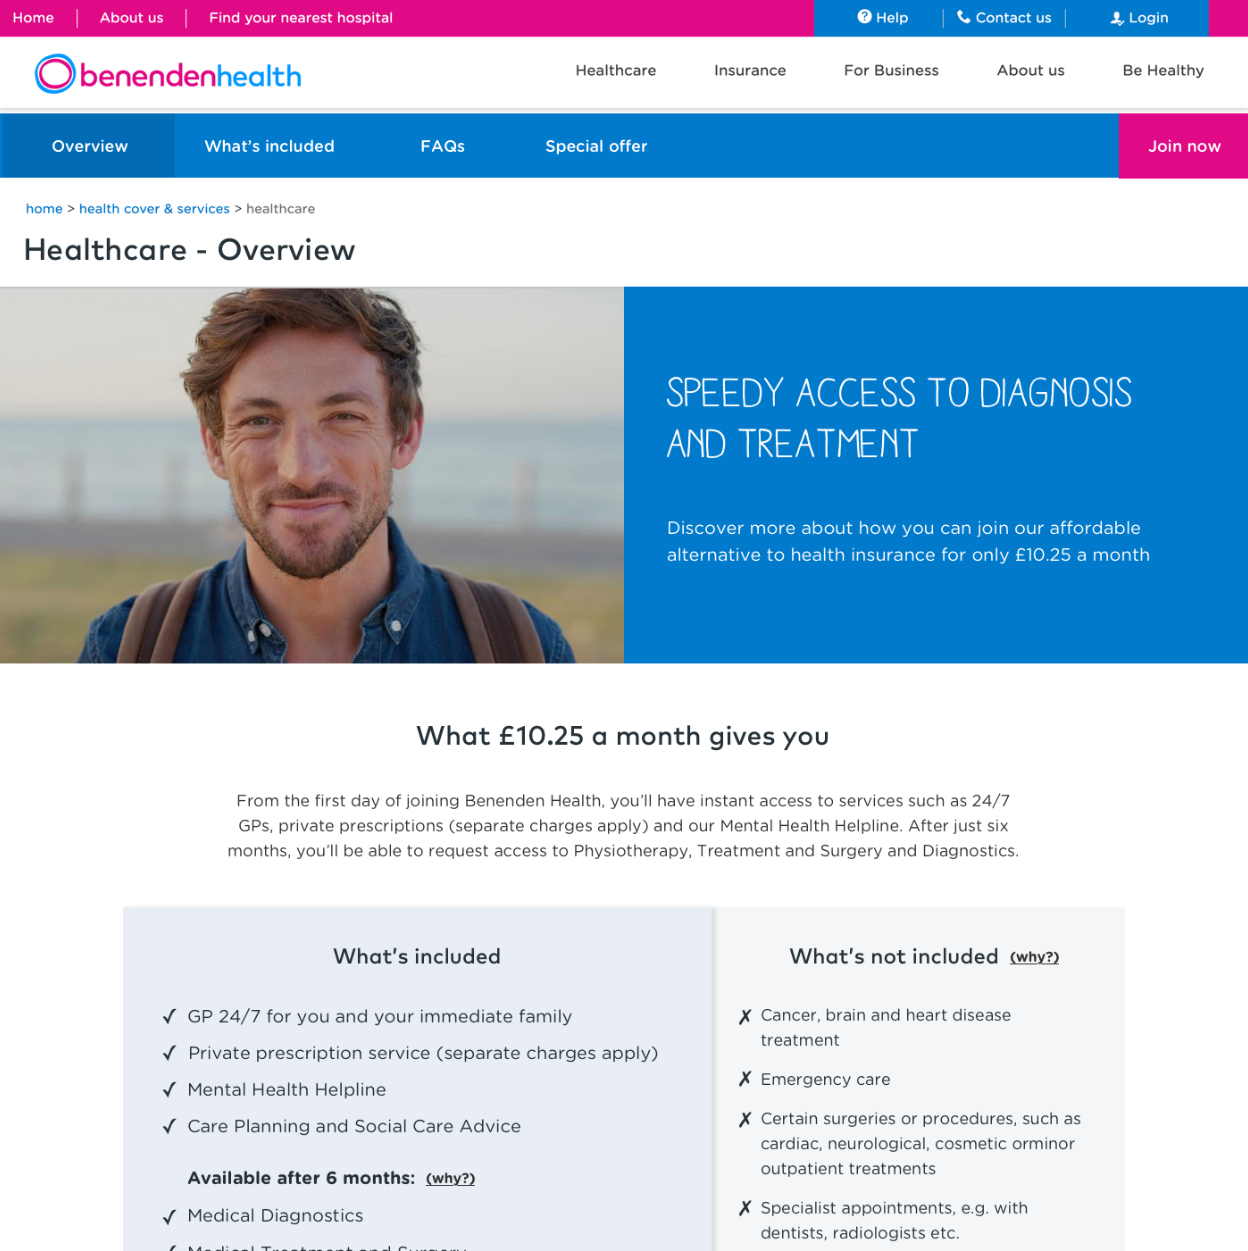 Home
About us
Find your nearest hospital
Help
Contact us
Login
benendenhealth
Healthcare
Insurance
For Business
About us
Be Healthy
Overview
What's included
FAQs
Special offer
Join now
home > health cover & services > healthcare
Healthcare - Overview
SPEEDY ACCESS TO DIAGNOSIS
AND TREATMENT
Discover more about how you can join our affordable
alternative to health insurance for only £10.25 a month
What £10.25 a month gives you
From the first day of joining Benenden Health, you'll have instant access to services such as 24/7
GPs, private prescriptions (separate charges apply) and our Mental Health Helpline. After just six
months, you'll be able to request access to Physiotherapy, Treatment and Surgery and Diagnostics.
What's included
✓ GP 24/7 for you and your immediate family
✓ Private prescription service (separate charges apply)
✓ Mental Health Helpline
✓ Care Planning and Social Care Advice
Available after 6 months: (why?)
✓ Medical Diagnostics
✓ Medical Treatment and Surgery
What's not included (why?)
✗ Cancer, brain and heart disease
treatment
✗ Emergency care
✗ Certain surgeries or procedures, such as
cardiac, neurological, cosmetic orminor
outpatient treatments
✗ Specialist appointments, e.g. with
dentists, radiologists etc.